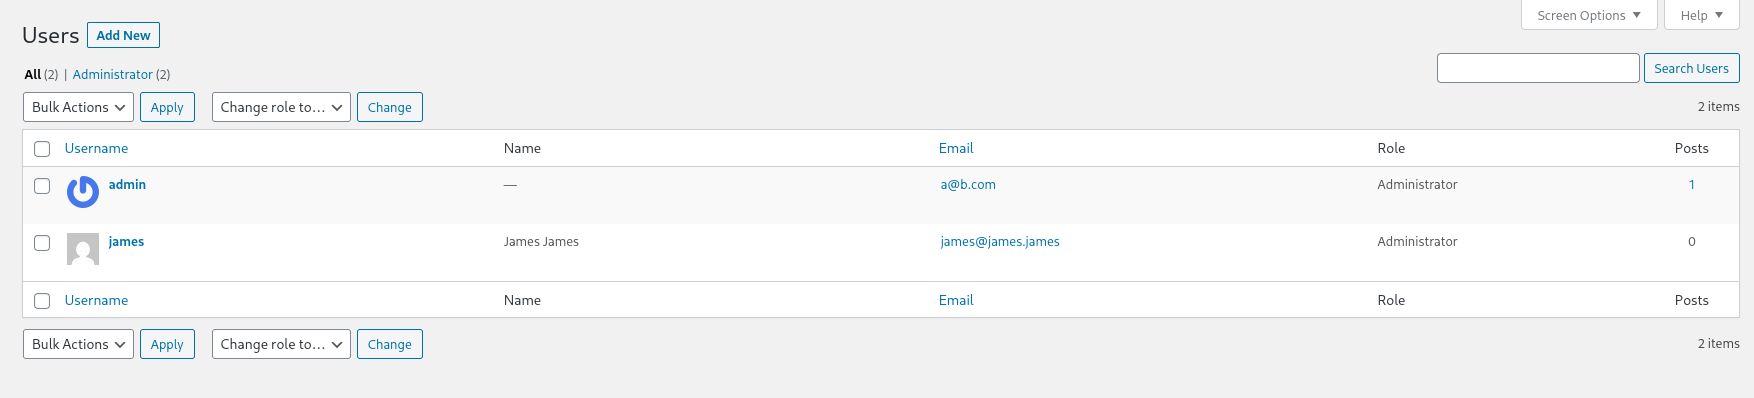 Screen Options Help
Users Add New
All (2) | Administrator (2)
Search Users
Bulk Actions Apply Change role to... Change 2 items
Username Name Email Role Posts
admin — a@b.com Administrator 1
james James James james@james.james Administrator 0
Username Name Email Role Posts
Bulk Actions Apply Change role to... Change 2 items